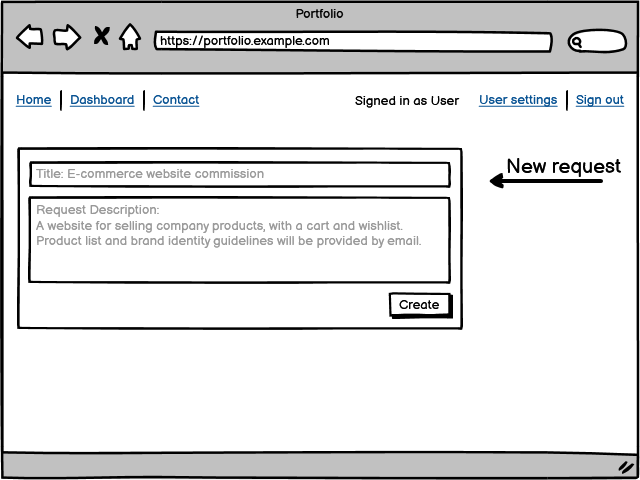 Portfolio
https://portfolio.example.com
Home
Dashboard
Contact
Signed in as User
User settings
Sign out
Title: E-commerce website commission
New request
Request Description:
A website for selling company products, with a cart and wishlist.
Product list and brand identity guidelines will be provided by email.
Create